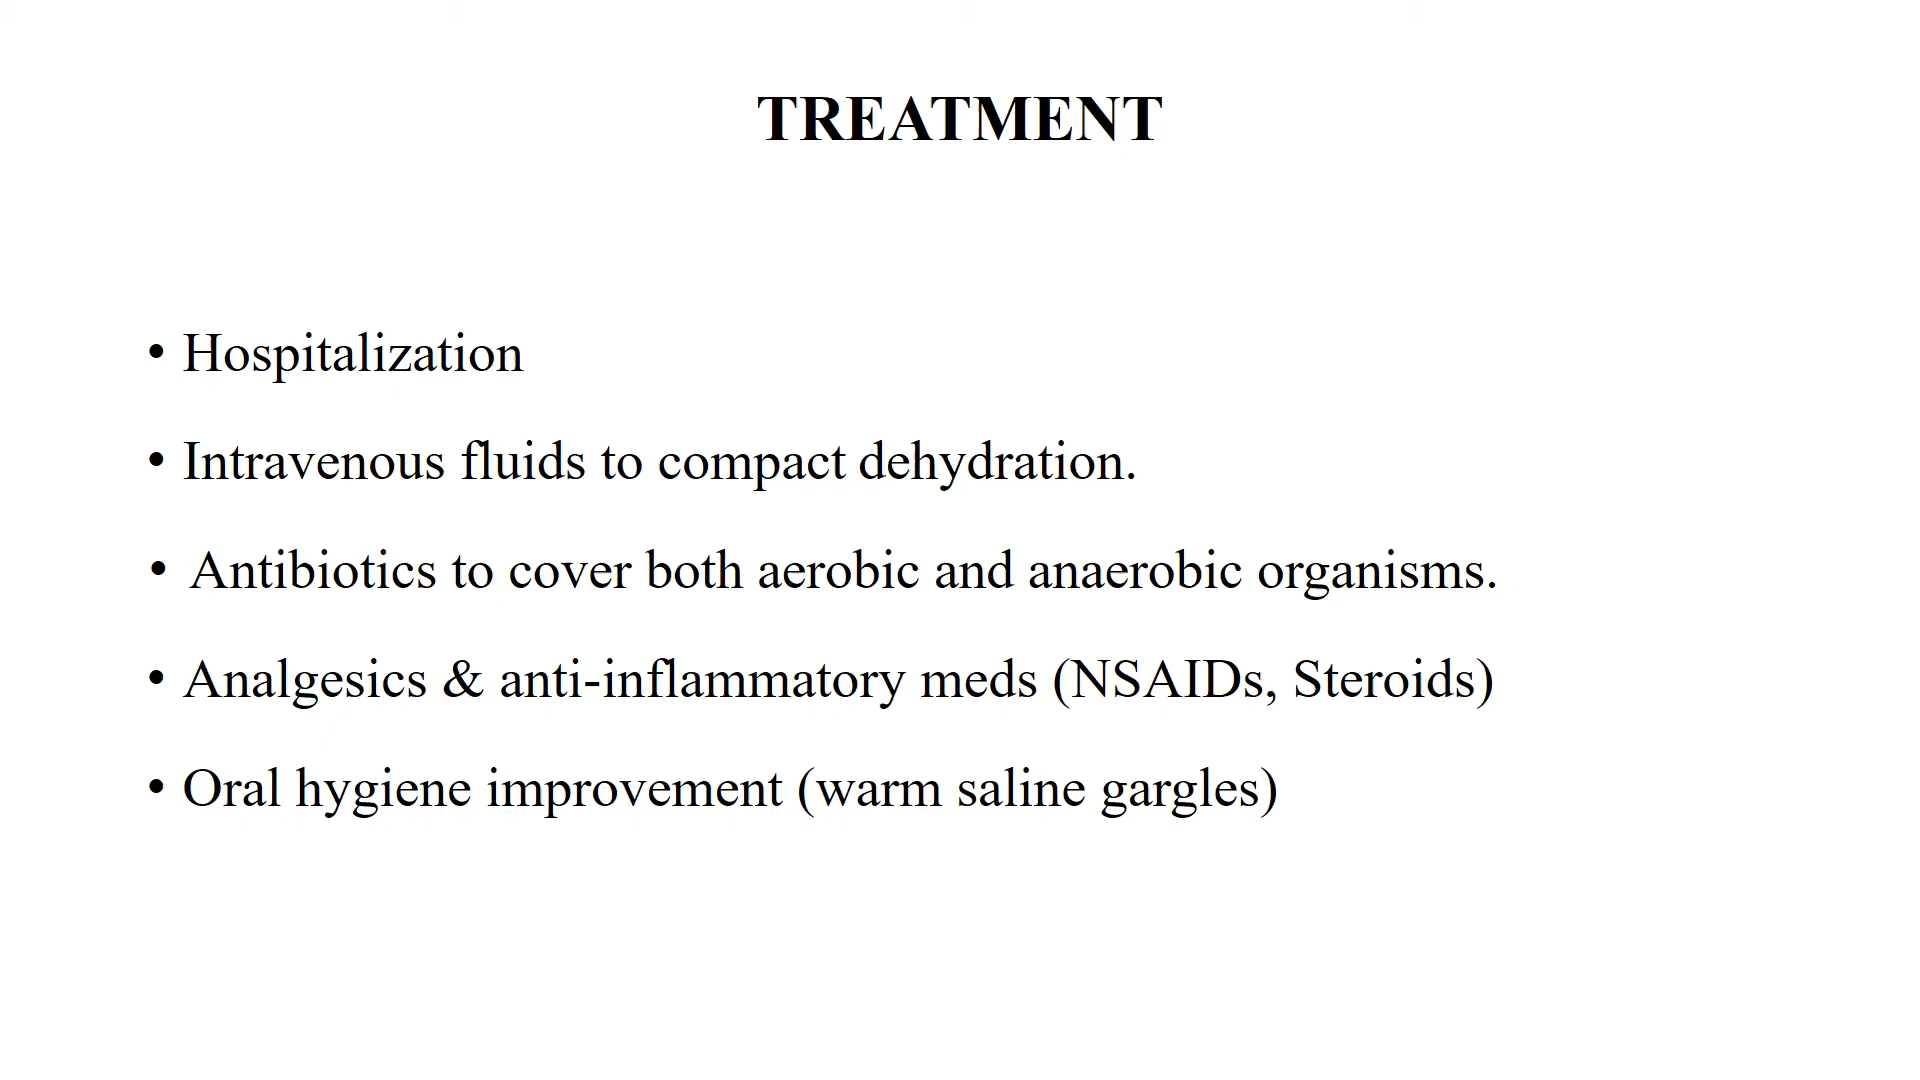 TREATMENT
• Hospitalization
• Intravenous fluids to compact dehydration.
• Antibiotics to cover both aerobic and anaerobic organisms.
• Analgesics & anti-inflammatory meds (NSAIDs, Steroids)
• Oral hygiene improvement (warm saline gargles)